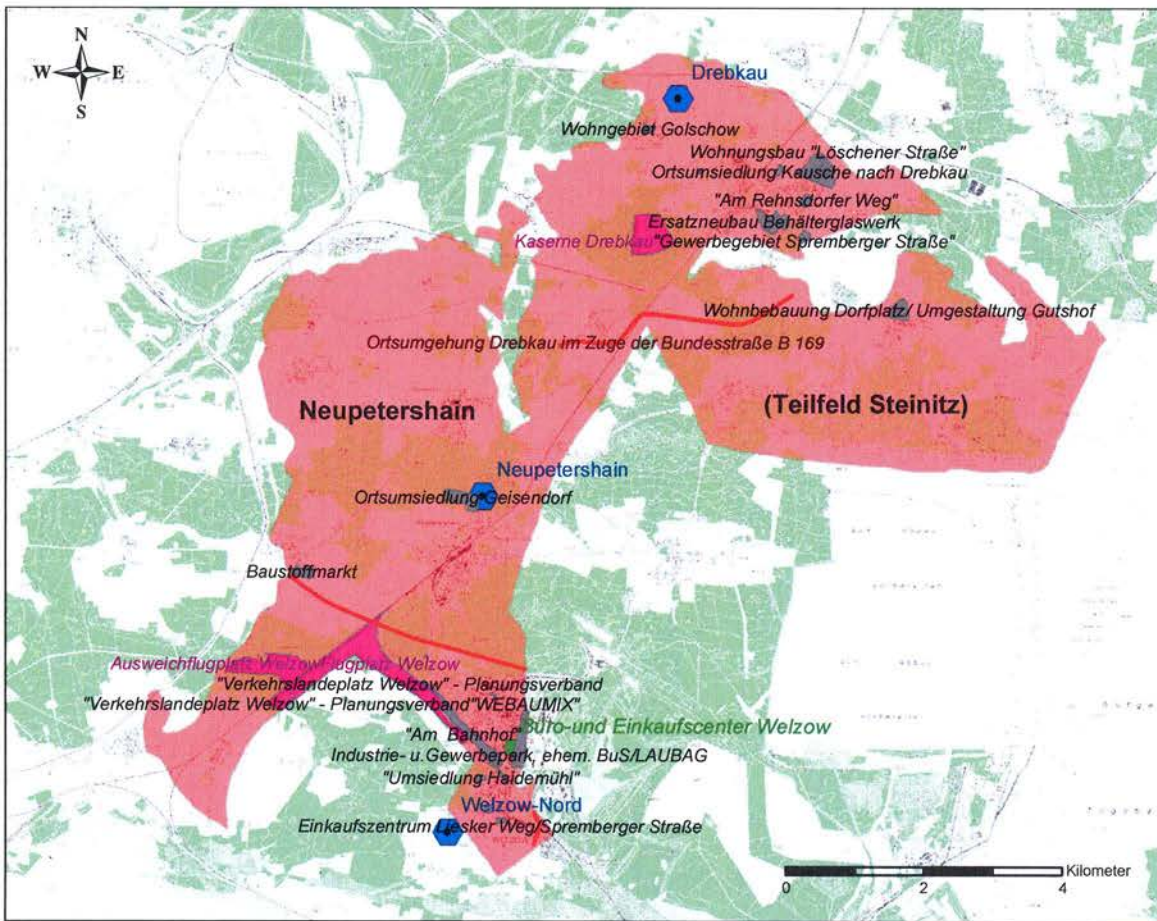 N
W E
S
Drebkau
Wohngebiet Golschow
Wohnungsbau "Löschener Straße"
Ortsumsiedlung Kausche nach Drebkau
"Am Rehnsdorfer Weg"
Ersatzneubau Behälterglaswerk
Kaserne Drebkau "Gewerbegebiet Spremberger Straße"
Wohnbebauung Dorfplatz/ Umgestaltung Gutshof
Ortsumgehung Drebkau im Zuge der Bundesstraße B 169
Neupetershain
(Teilfeld Steinitz)
Neupetershain
Ortsumsiedlung Geisendorf
Baustoffmarkt
Ausweichflugplatz Welzow Flugplatz Welzow
"Verkehrslandeplatz Welzow" - Planungsverband
"Verkehrslandeplatz Welzow" - Planungsverband "WEBAUMIX"
"Am Bahnhof" Büro-und Einkaufscenter Welzow
Industrie- u.Gewerbepark, ehem. BuS/LAUBAG
"Umsiedlung Haidemühl"
Welzow-Nord
Einkaufszentrum Liesker Weg/Spremberger Straße
Kilometer
0 2 4